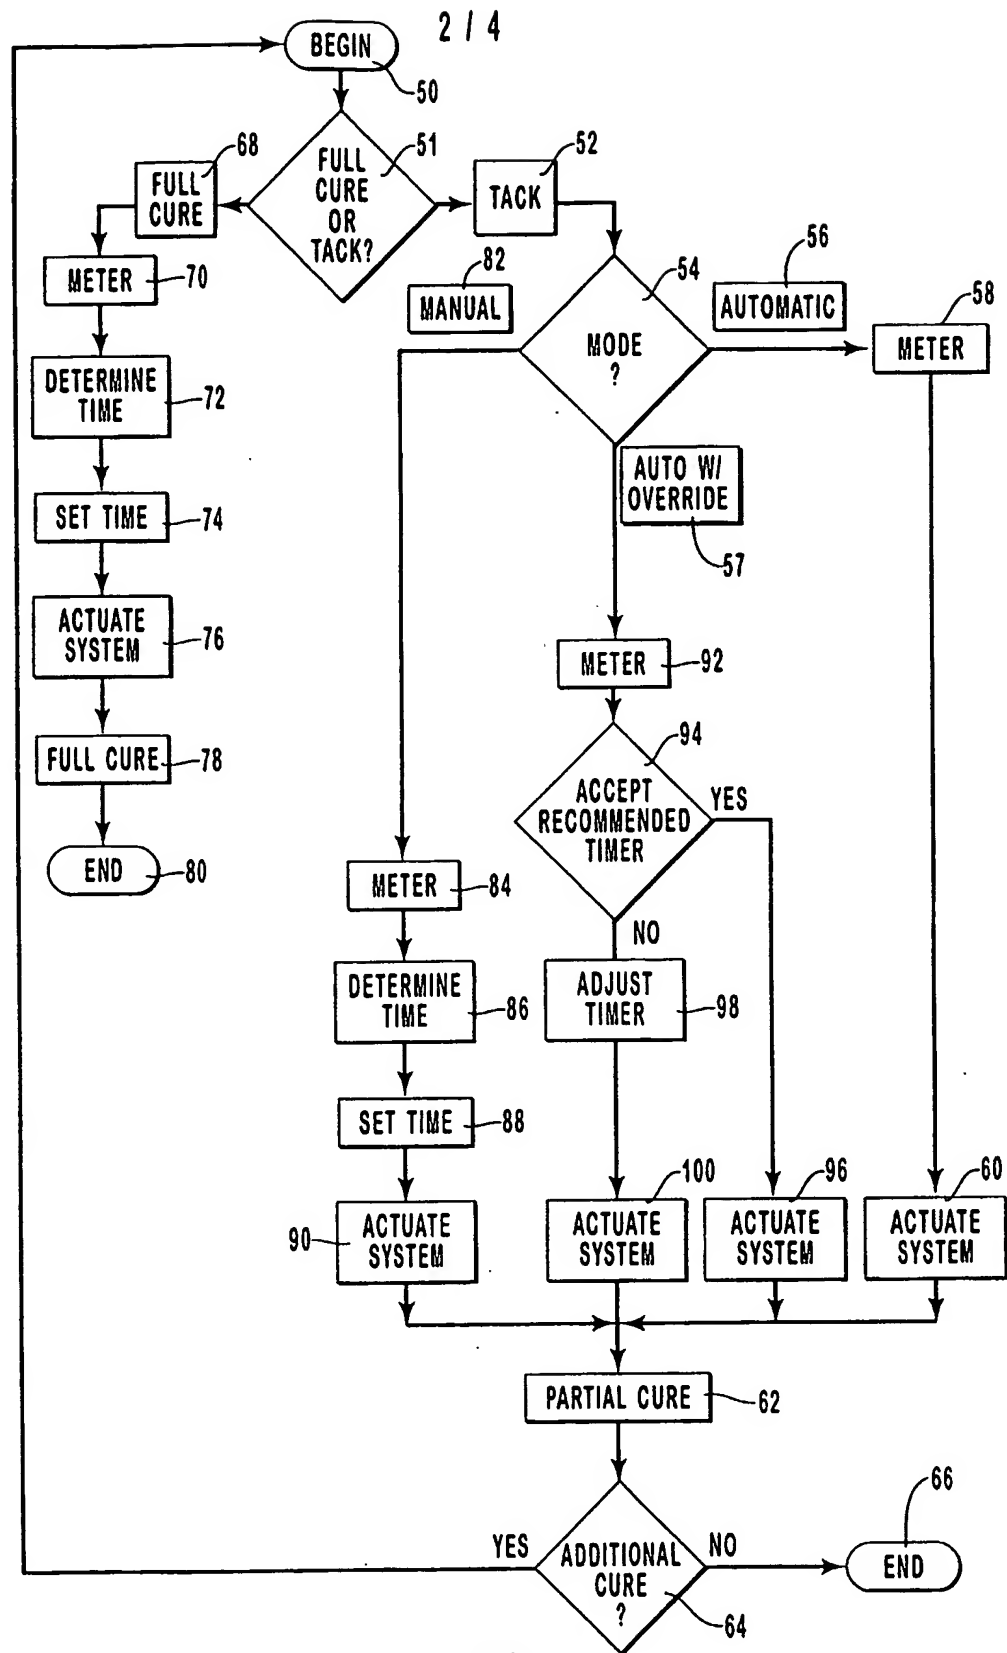 2 / 4
BEGIN
50
FULL
CURE
OR
TACK?
51
68
FULL
CURE
52
TACK
METER
70
82
MANUAL
54
MODE
?
56
AUTOMATIC
58
METER
DETERMINE
TIME
72
AUTO W/
OVERRIDE
57
SET TIME
74
ACTUATE
SYSTEM
76
METER
92
FULL CURE
78
94
ACCEPT
RECOMMENDED
TIMER
YES
END
80
METER
84
NO
DETERMINE
TIME
86
ADJUST
TIMER
98
SET TIME
88
90
ACTUATE
SYSTEM
100
ACTUATE
SYSTEM
96
ACTUATE
SYSTEM
60
ACTUATE
SYSTEM
PARTIAL CURE
62
YES
ADDITIONAL
CURE
?
64
NO
66
END